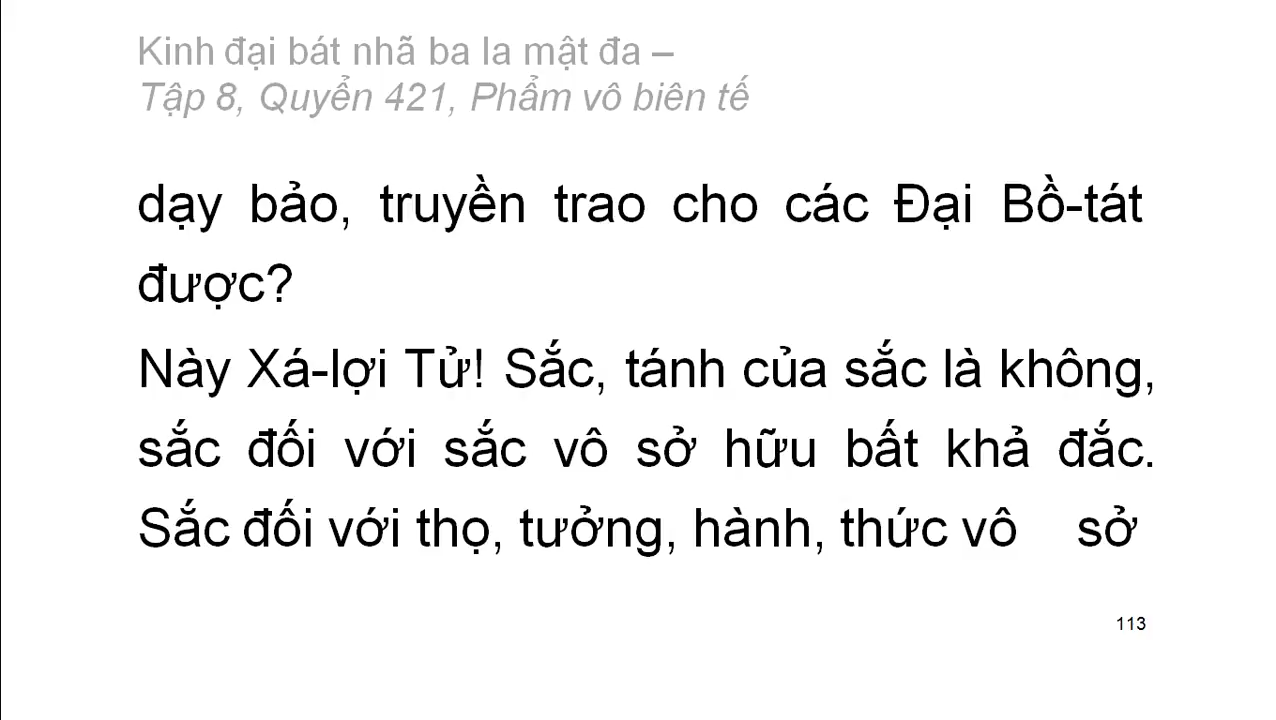 Kinh đại bát nhã ba la mật đa –
Tập 8, Quyển 421, Phẩm vô biên tế
dạy bảo, truyền trao cho các Đại Bồ-tát
được?
Này Xá-lợi Tử! Sắc, tánh của sắc là không,
sắc đối với sắc vô sở hữu bất khả đắc.
Sắc đối với thọ, tưởng, hành, thức vô sở
113